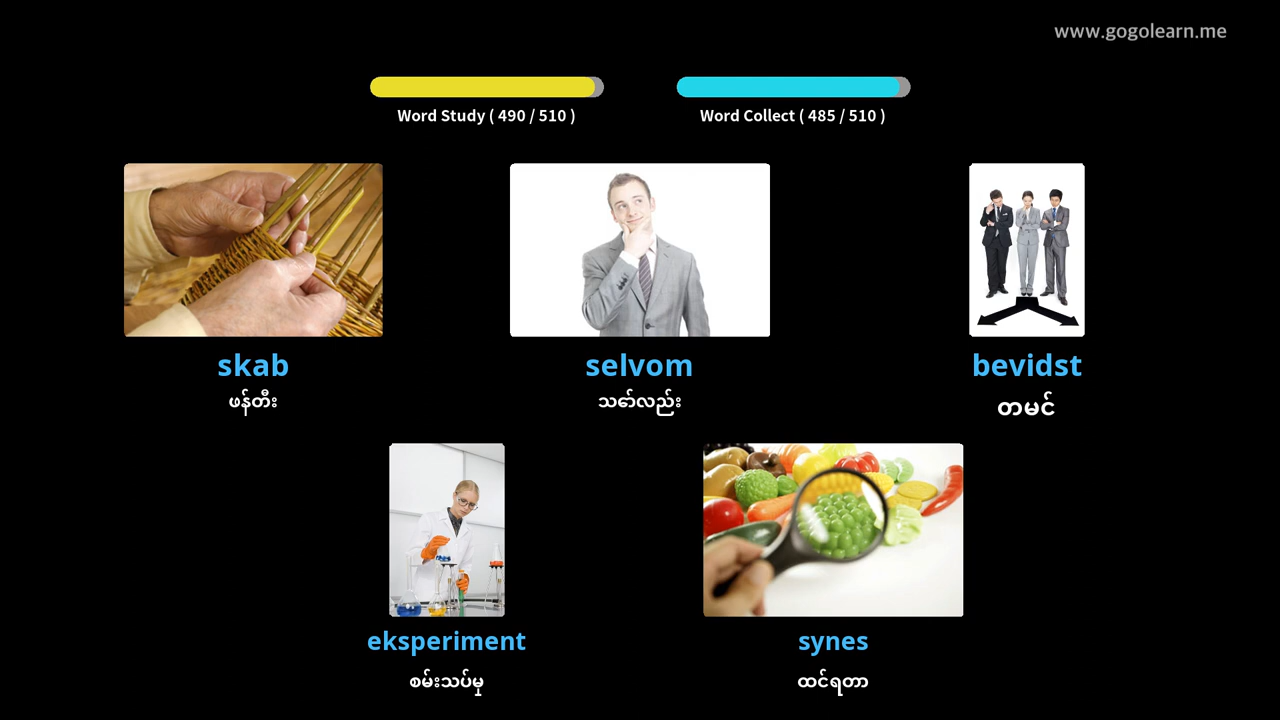 www.gogolearn.me
Word Study ( 490 / 510 )
Word Collect ( 485 / 510 )
skab
selvom
bevidst
ဖန်တီး
သော်လည်း
တမင်
eksperiment
synes
စမ်းသပ်မှု
ထင်ရတာ